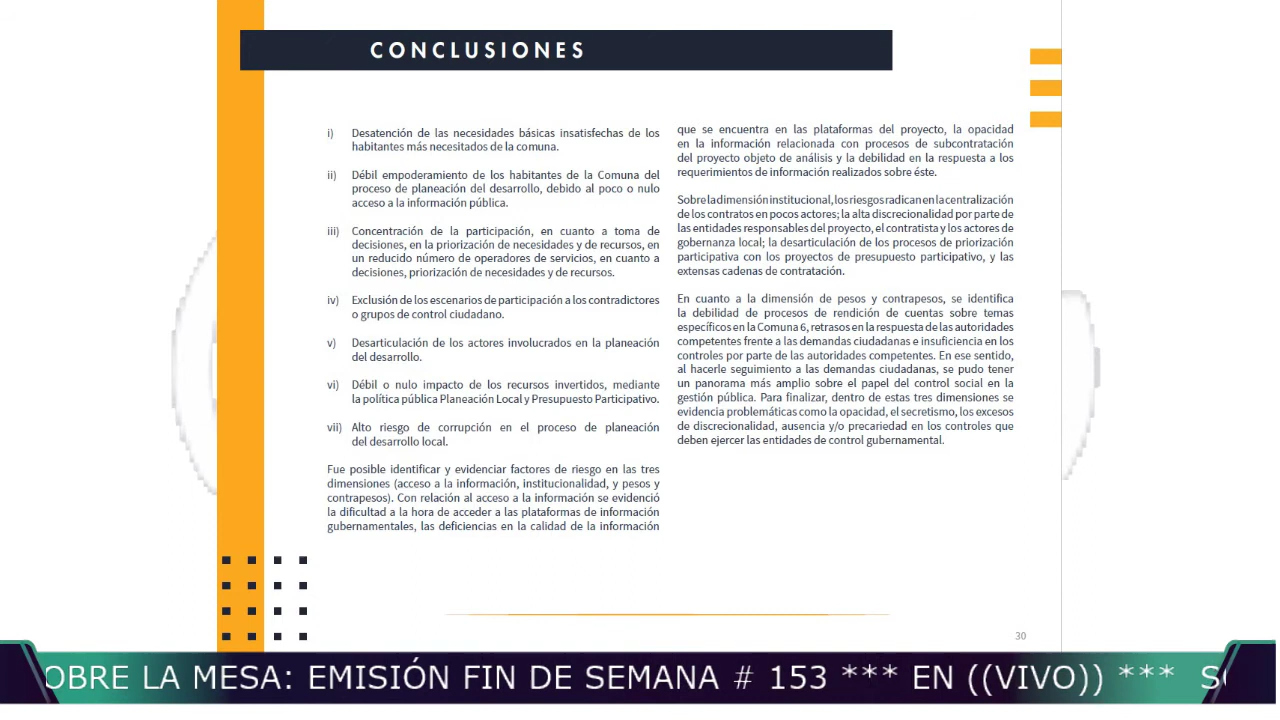 CONCLUSIONES
i) Desatención de las necesidades básicas insatisfechas de los
habitantes más necesitados de la comuna.
ii) Débil empoderamiento de los habitantes de la Comuna del
proceso de planeación del desarrollo, debido al poco o nulo
acceso a la información pública.
iii) Concentración de la participación, en cuanto a toma de
decisiones, en la priorización de necesidades y de recursos, en
un reducido número de operadores de servicios, en cuanto a
decisiones, priorización de necesidades y de recursos.
iv) Exclusión de los escenarios de participación a los contradictores
o grupos de control ciudadano.
v) Desarticulación de los actores involucrados en la planeación
del desarrollo.
vi) Débil o nulo impacto de los recursos invertidos, mediante
la política pública Planeación Local y Presupuesto Participativo.
vii) Alto riesgo de corrupción en el proceso de planeación
del desarrollo local.
Fue posible identificar y evidenciar factores de riesgo en las tres
dimensiones (acceso a la información, institucionalidad, y pesos y
contrapesos). Con relación al acceso a la información se evidenció
la dificultad a la hora de acceder a las plataformas de información
gubernamentales, las deficiencias en la calidad de la información
que se encuentra en las plataformas del proyecto, la opacidad
en la información relacionada con procesos de subcontratación
del proyecto objeto de análisis y la debilidad en la respuesta a los
requerimientos de información realizados sobre éste.
Sobre la dimensión institucional, los riesgos radican en la centralización
de los contratos en pocos actores; la alta discrecionalidad por parte de
las entidades responsables del proyecto, el contratista y los actores de
gobernanza local; la desarticulación de los procesos de priorización
participativa con los proyectos de presupuesto participativo, y las
extensas cadenas de contratación.
En cuanto a la dimensión de pesos y contrapesos, se identifica
la debilidad de procesos de rendición de cuentas sobre temas
específicos en la Comuna 6, retrasos en la respuesta de las autoridades
competentes frente a las demandas ciudadanas e insuficiencia en los
controles por parte de las autoridades competentes. En ese sentido,
al hacerle seguimiento a las demandas ciudadanas, se pudo tener
un panorama más amplio sobre el papel del control social en la
gestión pública. Para finalizar, dentro de estas tres dimensiones se
evidencia problemáticas como la opacidad, el secretismo, los excesos
de discrecionalidad, ausencia y/o precariedad en los controles que
deben ejercer las entidades de control gubernamental.
30
OBRE LA MESA: EMISIÓN FIN DE SEMANA # 153 *** EN ((VIVO)) *** S